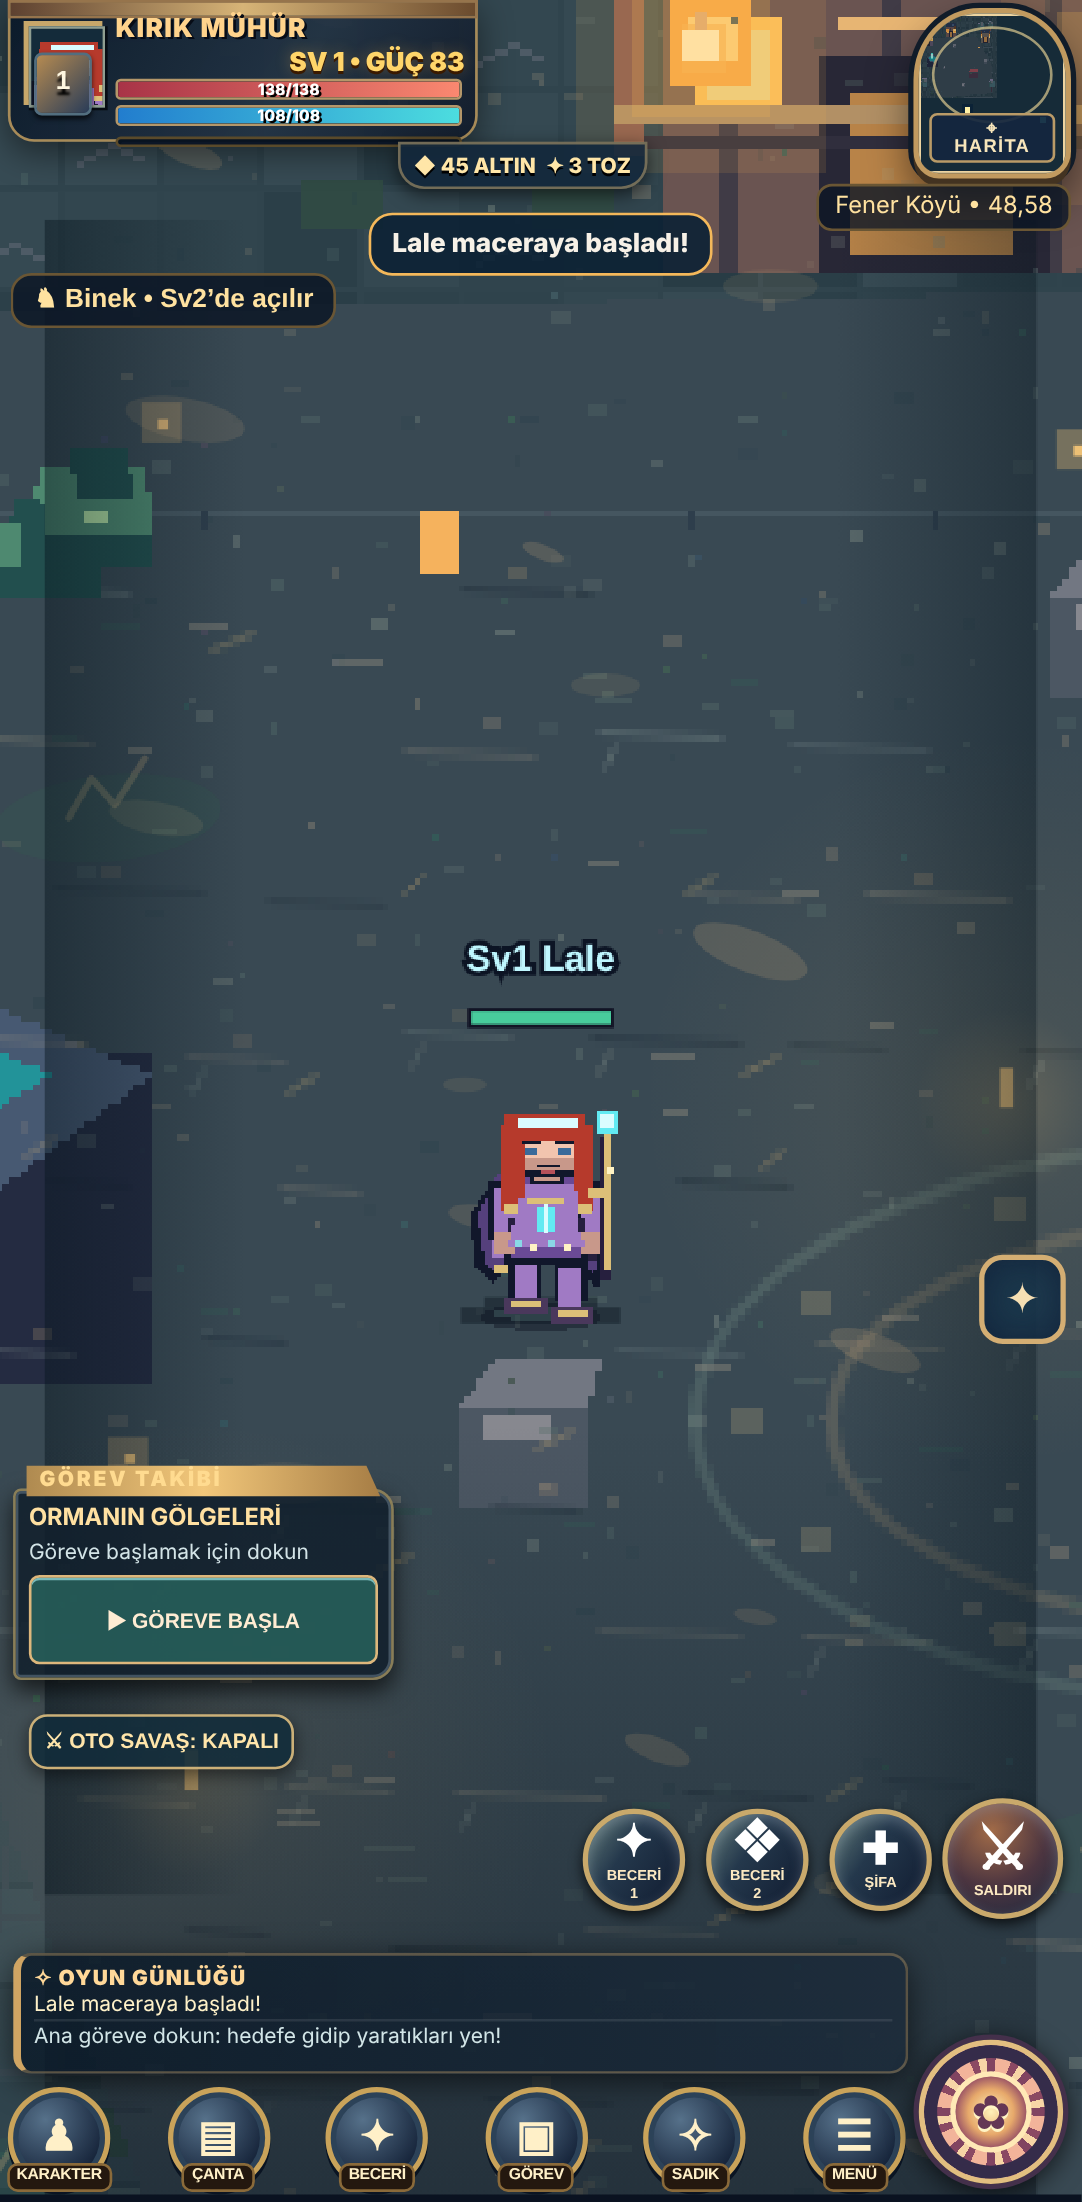 KIRIK MÜHÜR
SV 1 • GÜÇ 83
1
138/138
108/108
45 ALTIN 3 TOZ
HARİTA
Fener Köyü • 48,58
Lale maceraya başladı!
Binek • Sv2’de açılır
Sv1 Lale
GÖREV TAKİBİ
ORMANIN GÖLGELERİ
Göreve başlamak için dokun
GÖREVE BAŞLA
OTO SAVAŞ: KAPALI
BECERİ
1
BECERİ
2
ŞİFA
SALDIRI
OYUN GÜNLÜĞÜ
Lale maceraya başladı!
Ana göreve dokun: hedefe gidip yaratıkları yen!
KARAKTER
ÇANTA
BECERİ
GÖREV
SADIK
MENÜ